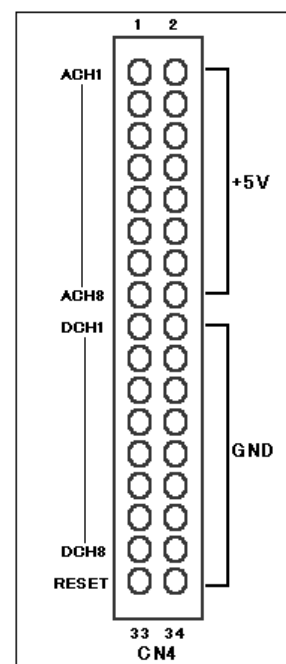 1 2
ACH1
+5V
ACH8
DCH1
GND
DCH8
RESET
33 34
CN4